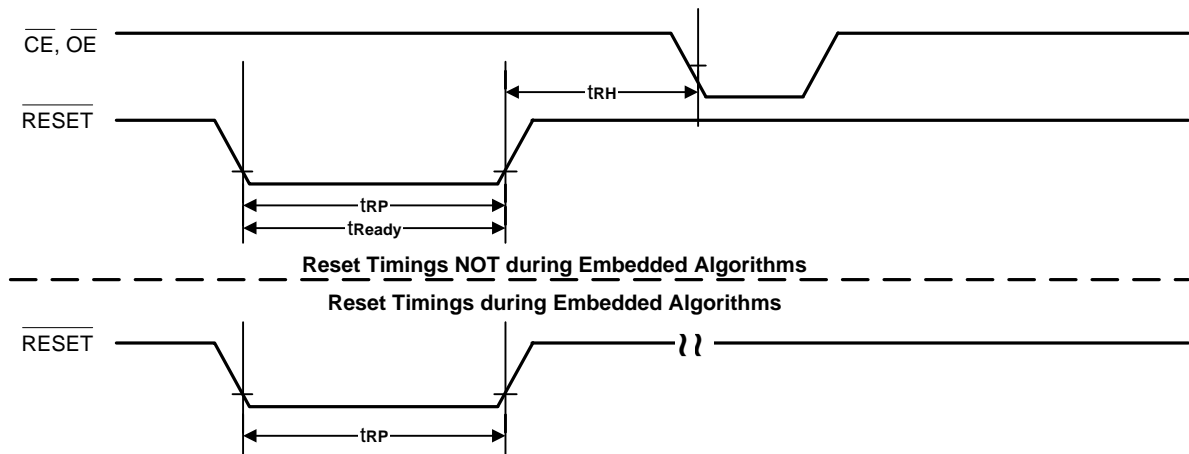 CE, OE
tRH
RESET
tRP
tReady
Reset Timings NOT during Embedded Algorithms
Reset Timings during Embedded Algorithms
RESET
tRP